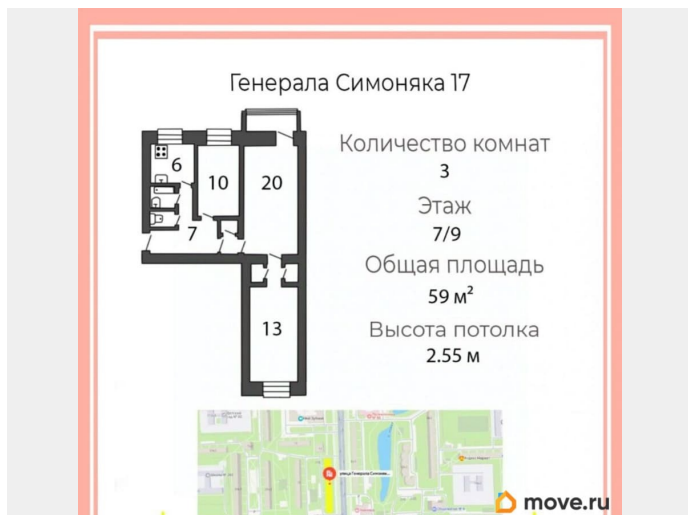 Генерала Симоняка 17
6
10
20
7
13
Количество комнат
3
Этаж
7/9
Общая площадь
59 м²
Высота потолка
2.55 м
move.ru